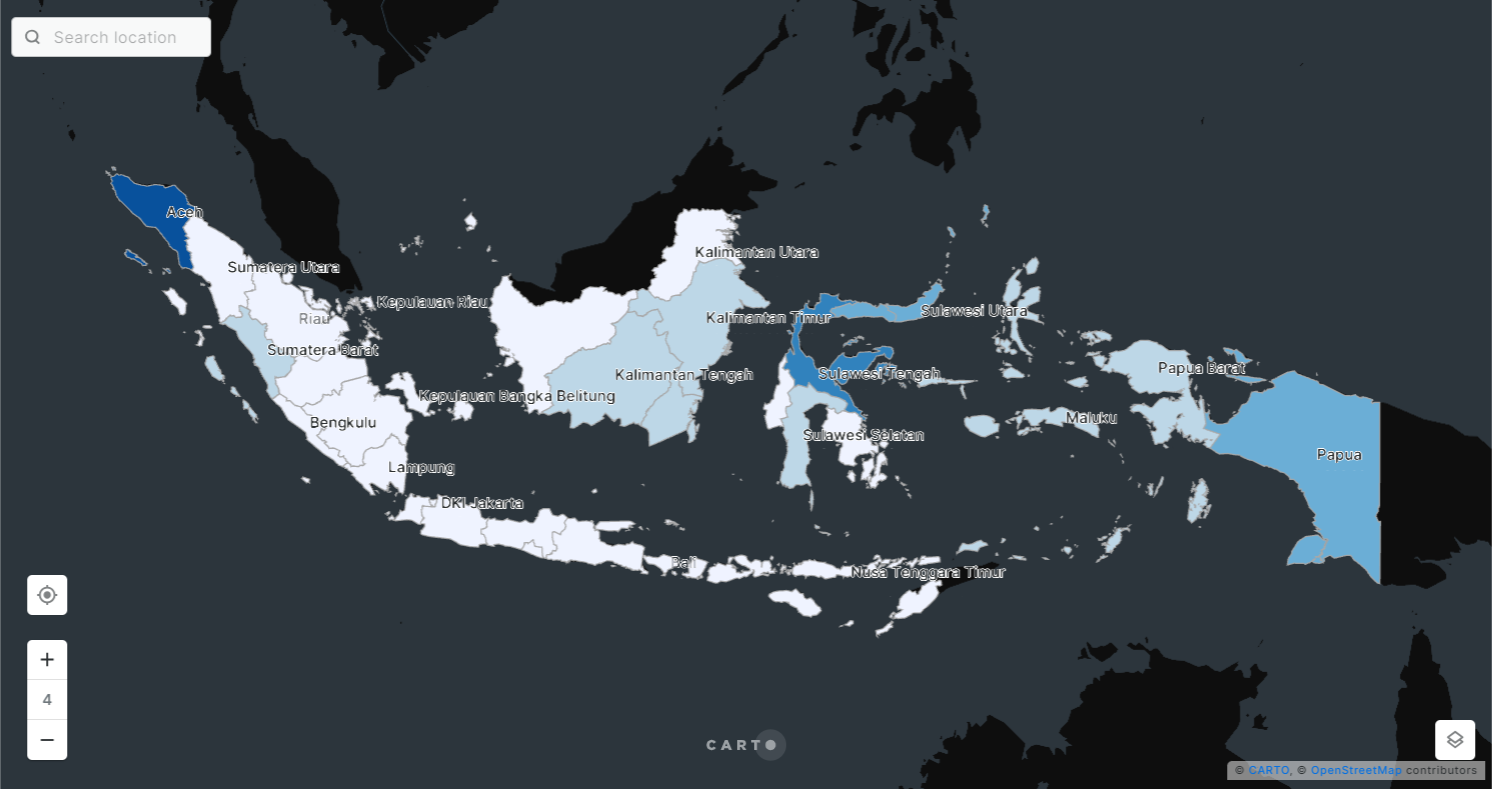 Search location
Aceh
Kalimantan Utara
Sumatera Utara
Kepulauan Riau
Sulawesi Utara
Riau
Kalimantan Timur
Sumatera Barat
Papua Barat
Kalimantan Tengah
Sulawesi Tengah
Kepulauan Bangka Belitung
Maluku
Bengkulu
Sulawesi Selatan
Papua
Lampung
DKI Jakarta
Bali
Nusa Tenggara Timur
+
4
−
CARTO
© CARTO, © OpenStreetMap contributors